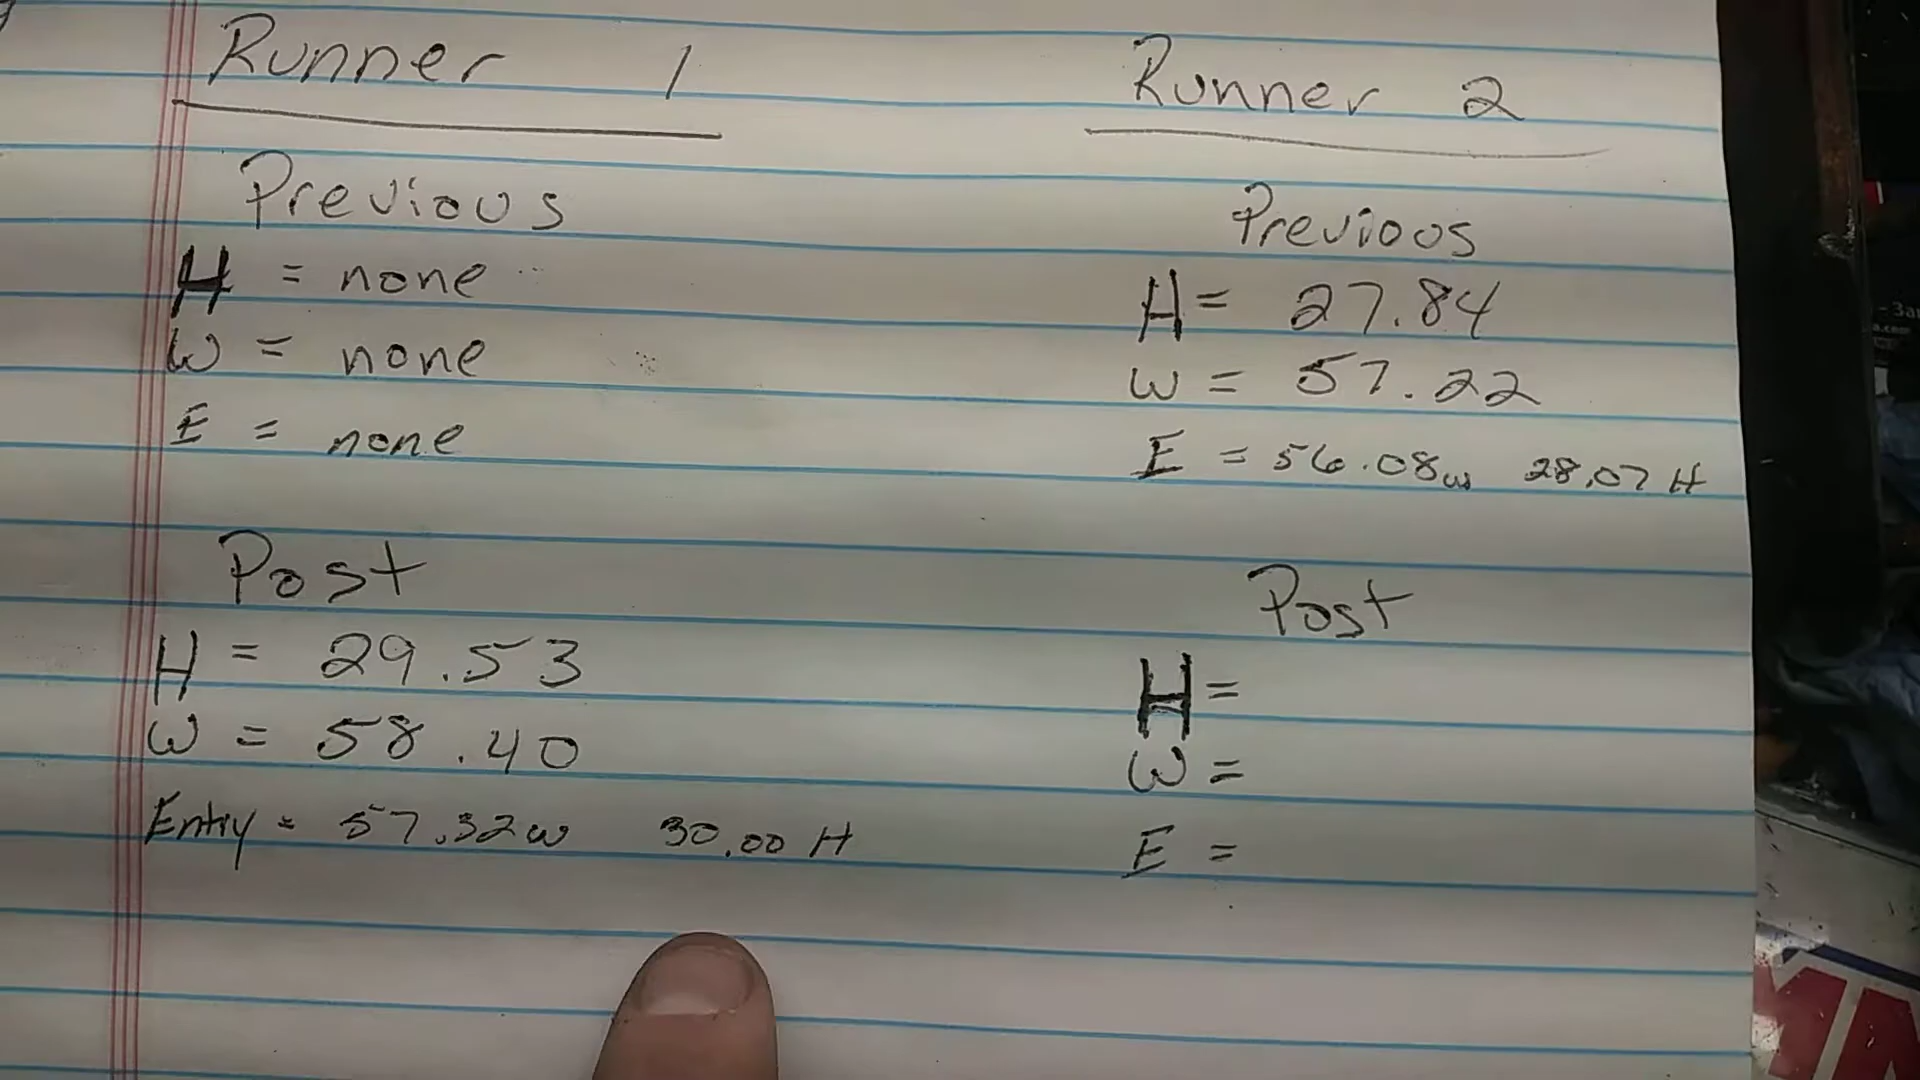 Runner 1
Previous
H = none
W = none
E = none
Post
H = 29.53
W = 58.40
Entry = 57.32w 30.00 H
Runner 2
Previous
H = 27.84
W = 57.22
E = 56.08w 28.07 H
Post
H =
W =
E =